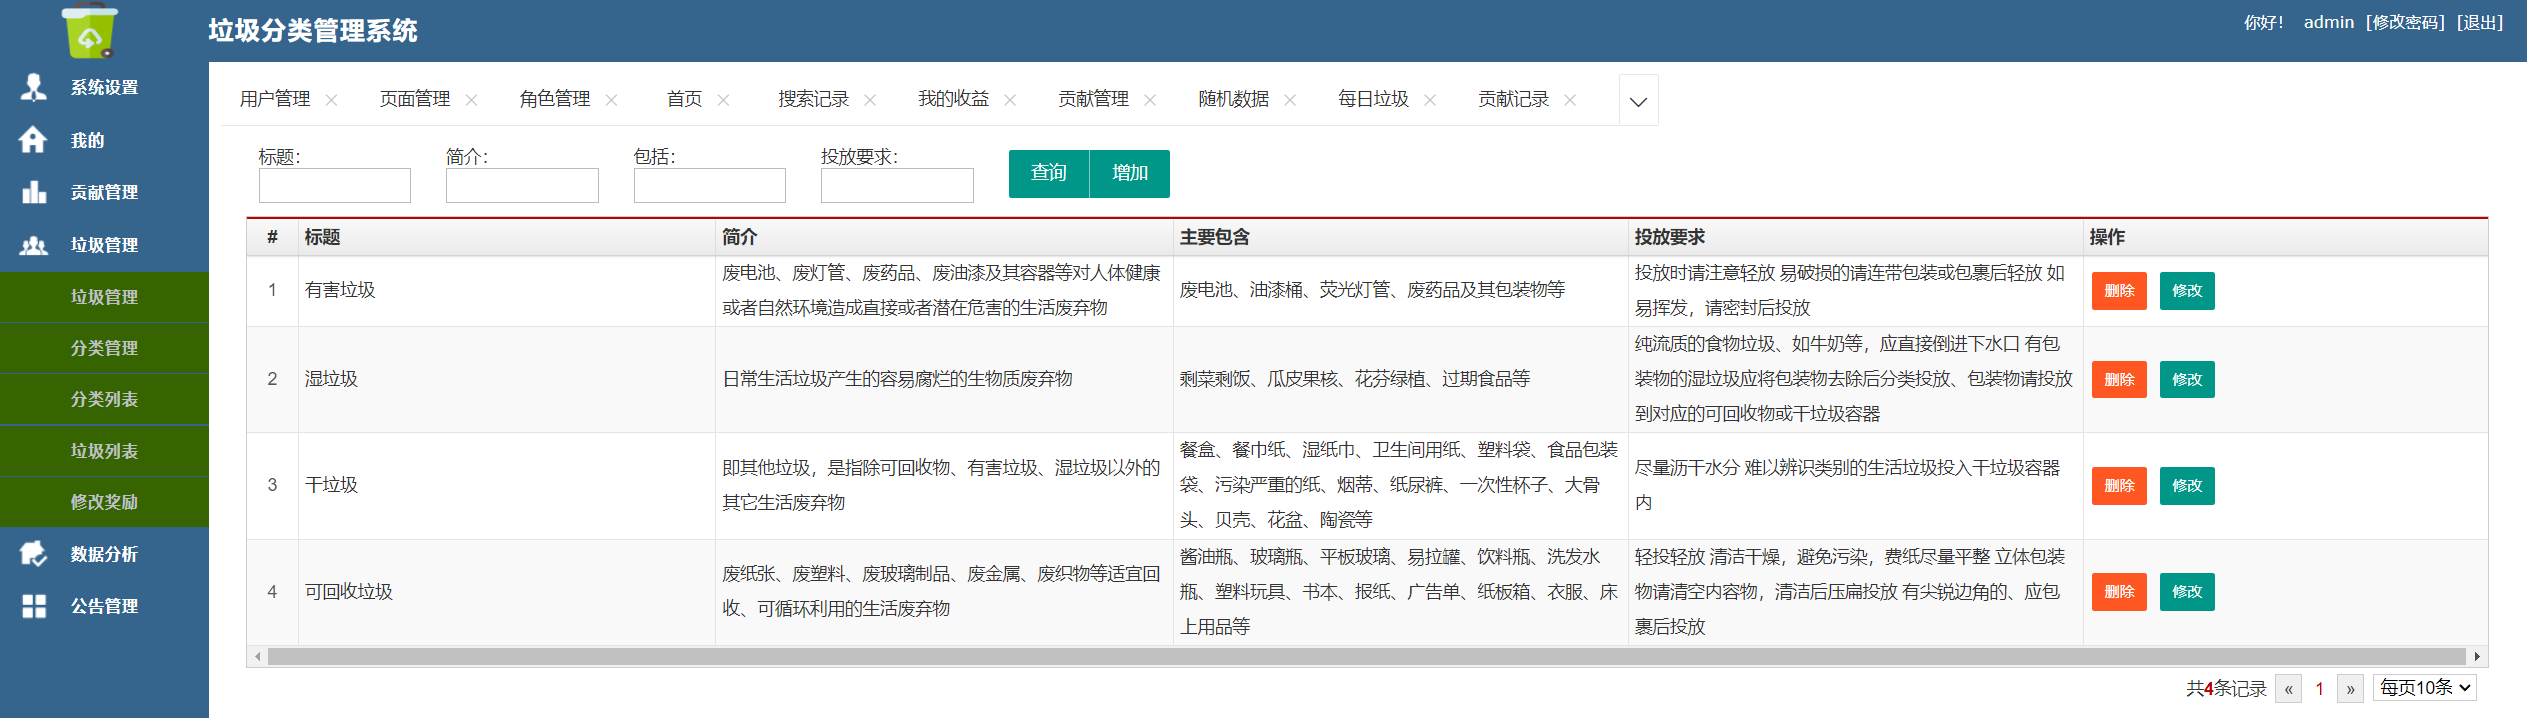 垃圾分类管理系统
你好！ admin [修改密码] [退出]
系统设置
我的
贡献管理
垃圾管理
垃圾管理
分类管理
分类列表
垃圾列表
修改奖励
数据分析
公告管理
用户管理 × 页面管理 × 角色管理 × 首页 × 搜索记录 × 我的收益 × 贡献管理 × 随机数据 × 每日垃圾 × 贡献记录 ×
标题： 简介： 包括： 投放要求： 查询 增加
# 标题 简介 主要包含 投放要求 操作
1 有害垃圾
废电池、废灯管、废药品、废油漆及其容器等对人体健康
或者自然环境造成直接或者潜在危害的生活废弃物
废电池、油漆桶、荧光灯管、废药品及其包装物等
投放时请注意轻放 易破损的请连带包装或包裹后轻放 如
易挥发，请密封后投放
删除 修改
2 湿垃圾
日常生活垃圾产生的容易腐烂的生物质废弃物
剩菜剩饭、瓜皮果核、花芬绿植、过期食品等
纯流质的食物垃圾、如牛奶等，应直接倒进下水口 有包
装物的湿垃圾应将包装物去除后分类投放、包装物请投放
到对应的可回收物或干垃圾容器
删除 修改
3 干垃圾
即其他垃圾，是指除可回收物、有害垃圾、湿垃圾以外的
其它生活废弃物
餐盒、餐巾纸、湿纸巾、卫生间用纸、塑料袋、食品包装
袋、污染严重的纸、烟蒂、纸尿裤、一次性杯子、大骨
头、贝壳、花盆、陶瓷等
尽量沥干水分 难以辨识类别的生活垃圾投入干垃圾容器
内
删除 修改
4 可回收垃圾
废纸张、废塑料、废玻璃制品、废金属、废织物等适宜回
收、可循环利用的生活废弃物
酱油瓶、玻璃瓶、平板玻璃、易拉罐、饮料瓶、洗发水
瓶、塑料玩具、书本、报纸、广告单、纸板箱、衣服、床
上用品等
轻投轻放 清洁干燥，避免污染，费纸尽量平整 立体包装
物请清空内容物，清洁后压扁投放 有尖锐边角的、应包
裹后投放
删除 修改
共4条记录 « 1 » 每页10条